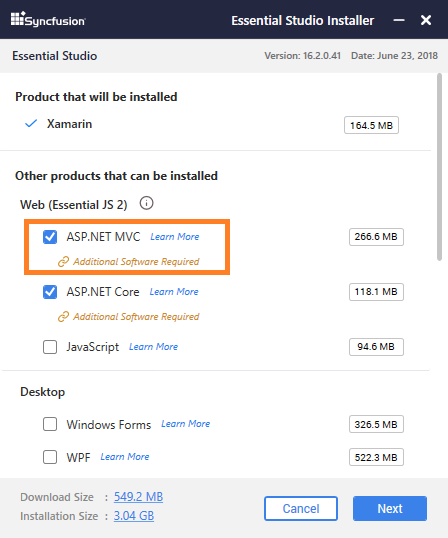 Syncfusion Essential Studio Installer
Essential Studio Version: 16.2.0.41 Date: June 23, 2018
Product that will be installed
Xamarin 164.5 MB
Other products that can be installed
Web (Essential JS 2)
ASP.NET MVC Learn More 266.6 MB
Additional Software Required
ASP.NET Core Learn More 118.1 MB
Additional Software Required
JavaScript Learn More 94.6 MB
Desktop
Windows Forms Learn More 326.5 MB
WPF Learn More 522.3 MB
Download Size : 549.2 MB
Installation Size : 3.04 GB
Cancel Next